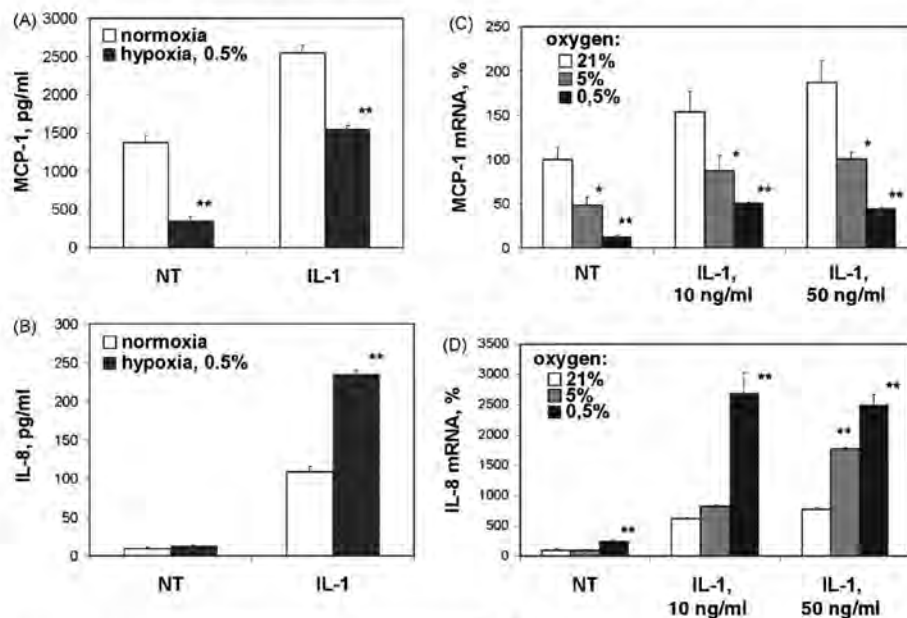 (A)
3000
2500
2000
1500
1000
500
0
MCP-1, pg/ml
normoxia
hypoxia, 0.5%
**
**
NT
IL-1
(B)
300
250
200
150
100
50
0
IL-8, pg/ml
normoxia
hypoxia, 0.5%
**
NT
IL-1
(C)
250
200
150
100
50
0
MCP-1 mRNA, %
oxygen:
21%
5%
0,5%
*
**
*
**
*
**
NT
IL-1,
10 ng/ml
IL-1,
50 ng/ml
(D)
3500
3000
2500
2000
1500
1000
500
0
IL-8 mRNA, %
oxygen:
21%
5%
0,5%
**
**
**
**
NT
IL-1,
10 ng/ml
IL-1,
50 ng/ml